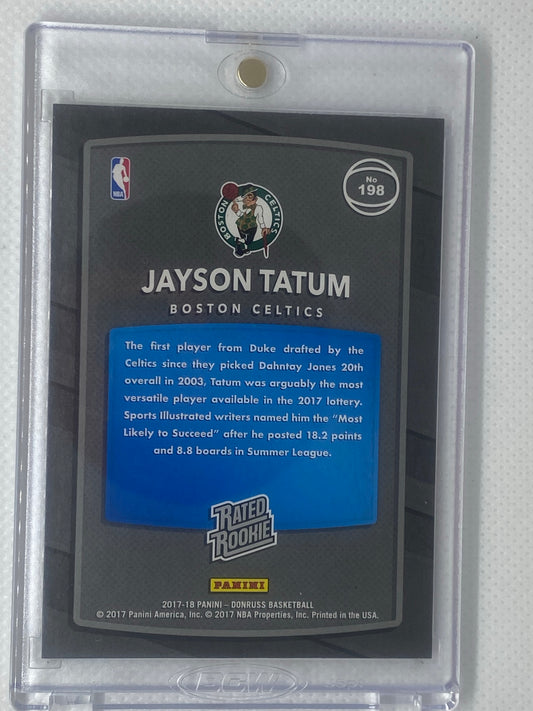 NBA
BOSTON CELTICS
No
198
JAYSON TATUM
BOSTON CELTICS
The first player from Duke drafted by the
Celtics since they picked Dahntay Jones 20th
overall in 2003, Tatum was arguably the most
versatile player available in the 2017 lottery.
Sports Illustrated writers named him the “Most
Likely to Succeed” after he posted 18.2 points
and 8.8 boards in Summer League.
RATED
ROOKIE
PANINI
2017-18 PANINI – DONRUSS BASKETBALL
© 2017 Panini America, Inc. © 2017 NBA Properties, Inc. Printed in the USA.
BCW